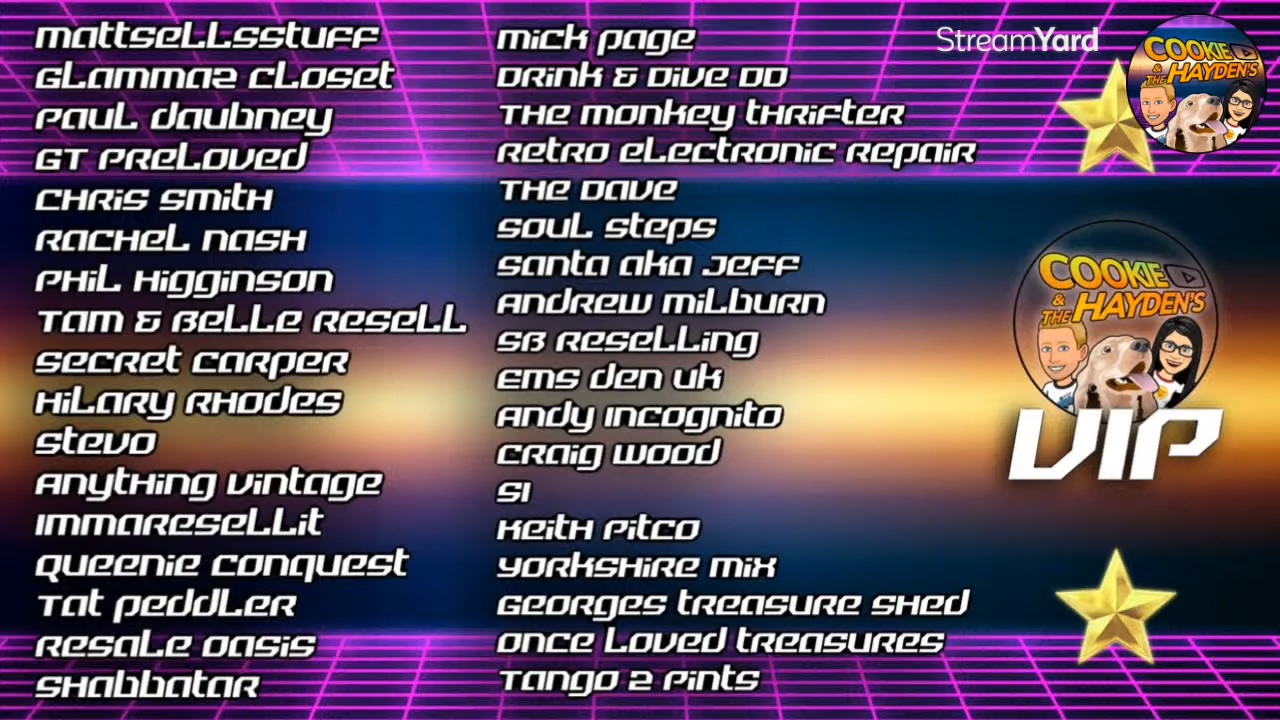 mattsellsstuff
Glamma2 Closet
Paul Daubney
GT Preloved
Chris Smith
Rachel Nash
Phil Higginson
Tam & Belle Resell
Secret Carper
Hilary Rhodes
Stevo
Anything Vintage
Immaresellit
Queenie Conquest
Tat Peddler
Resale Oasis
Shabbatar
Mick Page
Drink & Dive DD
The Monkey Thrifter
Retro Electronic Repair
The Dave
Soul Steps
Santa aka Jeff
Andrew Milburn
SB Reselling
Ems Den UK
Andy Incognito
Craig Wood
SI
Keith Pitco
Yorkshire Mix
Georges Treasure Shed
Once Loved Treasures
Tango 2 Pints
StreamYard
COOKIE
& THE HAYDEN'S
COOKIE
& THE HAYDEN'S
VIP